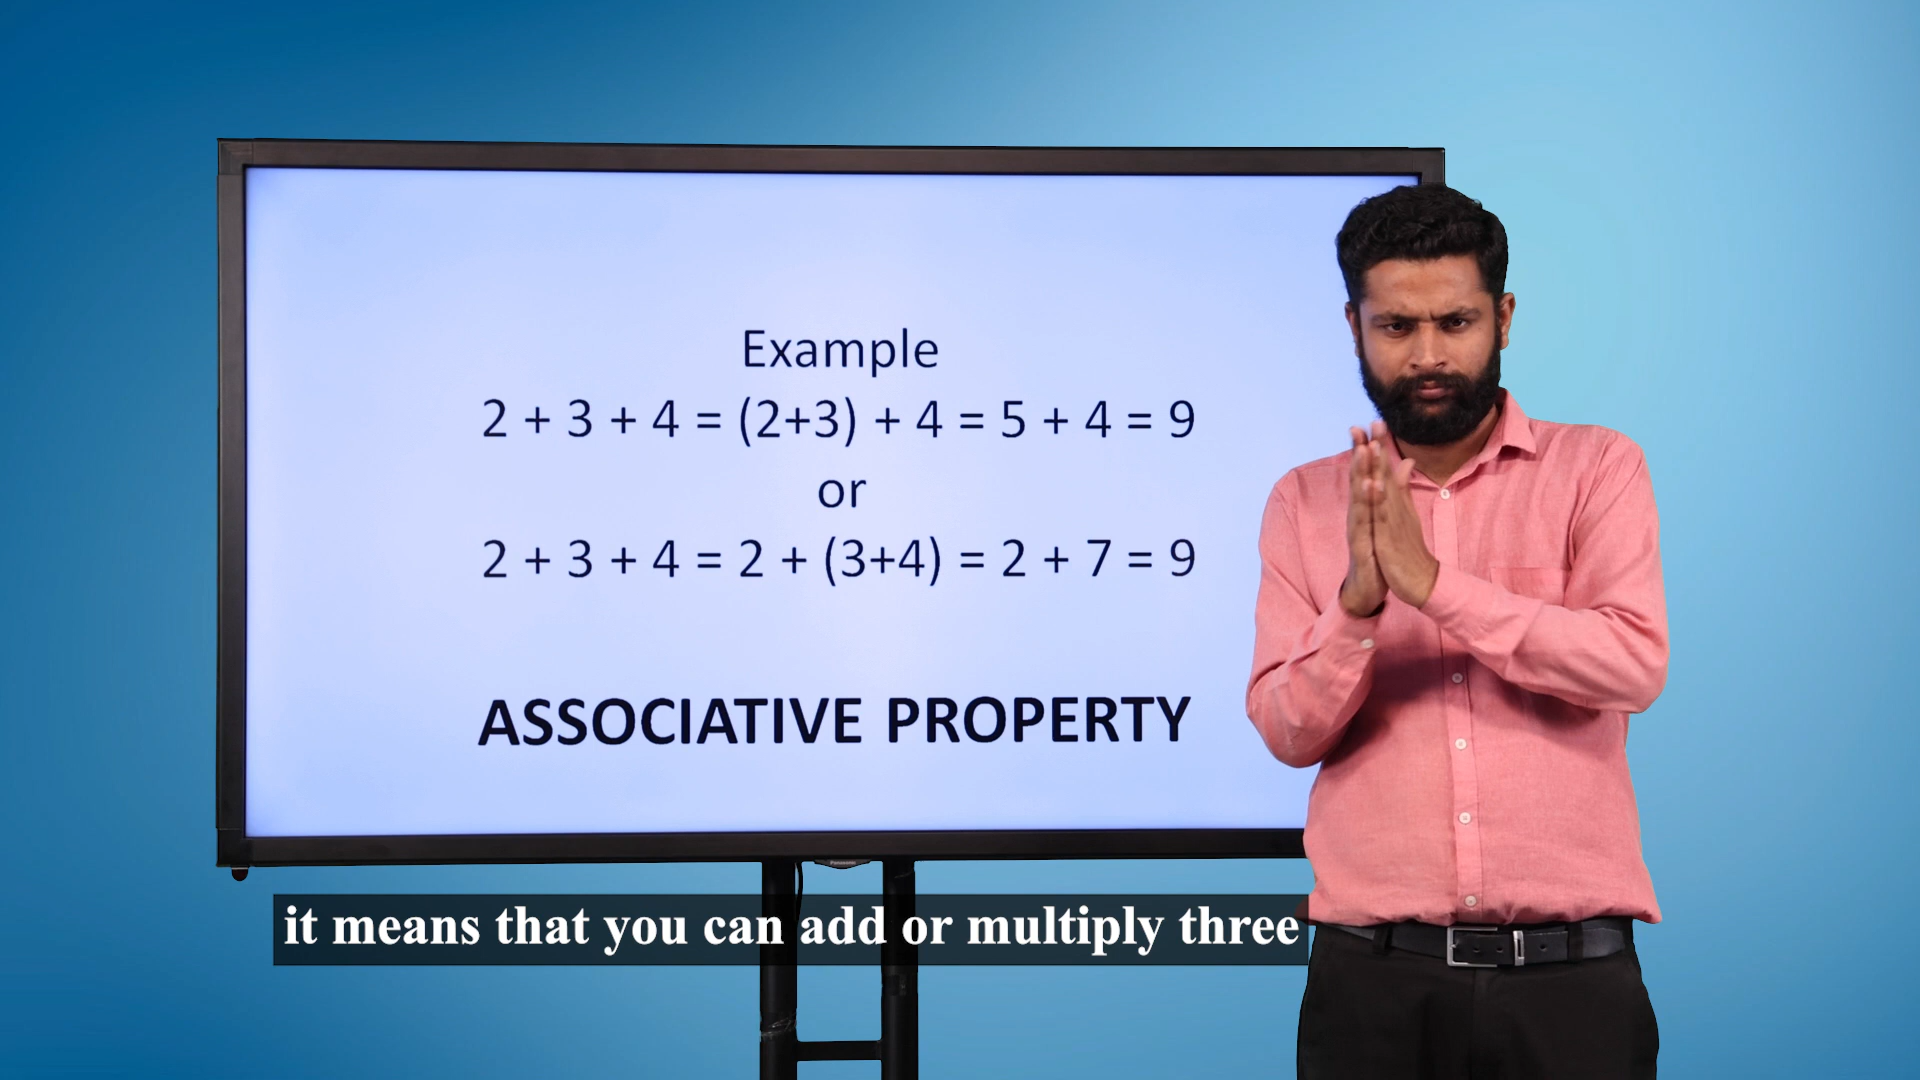 Example
2 + 3 + 4 = (2+3) + 4 = 5 + 4 = 9
or
2 + 3 + 4 = 2 + (3+4) = 2 + 7 = 9
ASSOCIATIVE PROPERTY
Panasonic
it means that you can add or multiply three